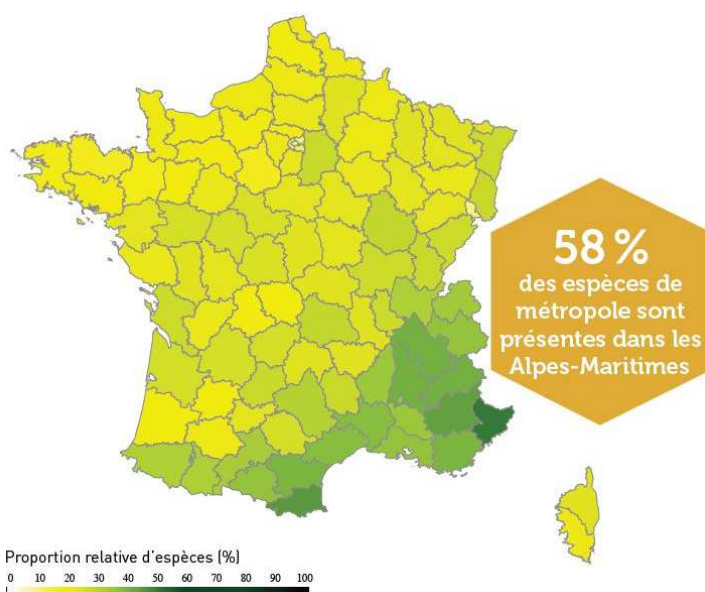 58 %
des espèces de
métropole sont
présentes dans les
Alpes-Maritimes
Proportion relative d'espèces (%)
0 10 20 30 40 50 60 70 80 90 100